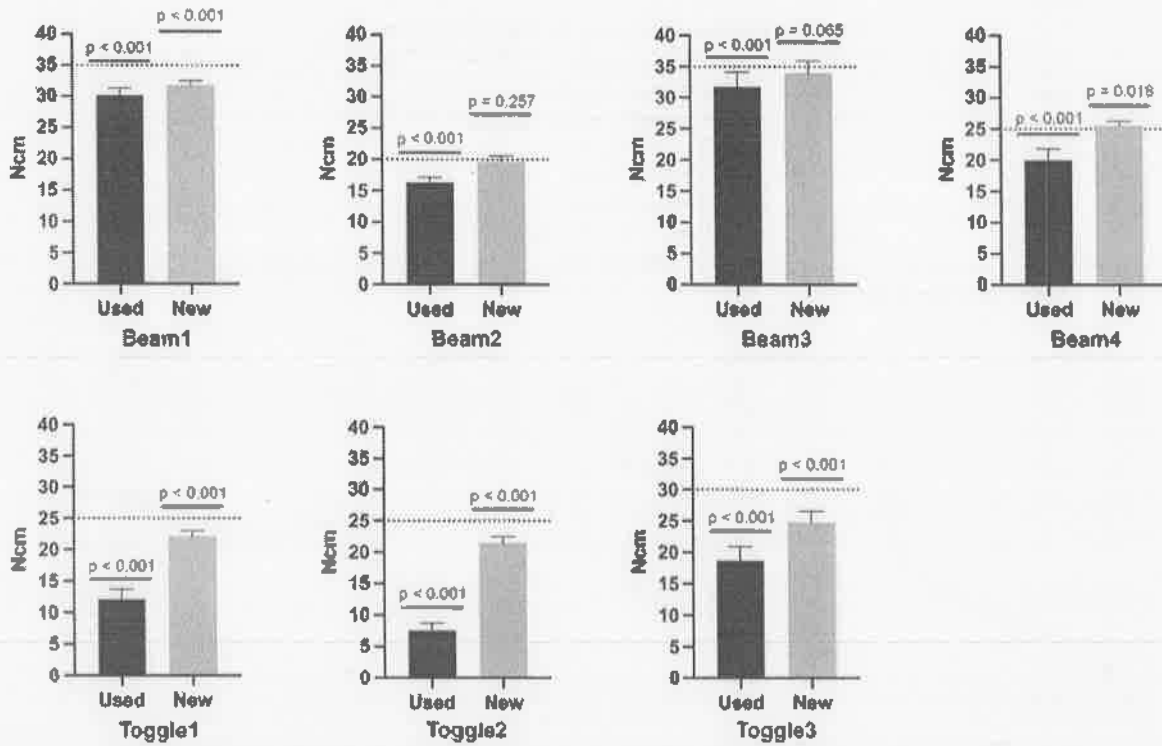 p < 0.001
p < 0.001
40
35
30
25
20
15
10
5
0
Ncm
Used New
Beam1
p = 0.257
p < 0.001
40
35
30
25
20
15
10
5
0
Ncm
Used New
Beam2
p = 0.065
p < 0.001
40
35
30
25
20
15
10
5
0
Ncm
Used New
Beam3
p = 0.018
p < 0.001
40
35
30
25
20
15
10
5
0
Ncm
Used New
Beam4
p < 0.001
p < 0.001
40
35
30
25
20
15
10
5
0
Ncm
Used New
Toggle1
p < 0.001
p < 0.001
40
35
30
25
20
15
10
5
0
Ncm
Used New
Toggle2
p < 0.001
p < 0.001
40
35
30
25
20
15
10
5
0
Ncm
Used New
Toggle3